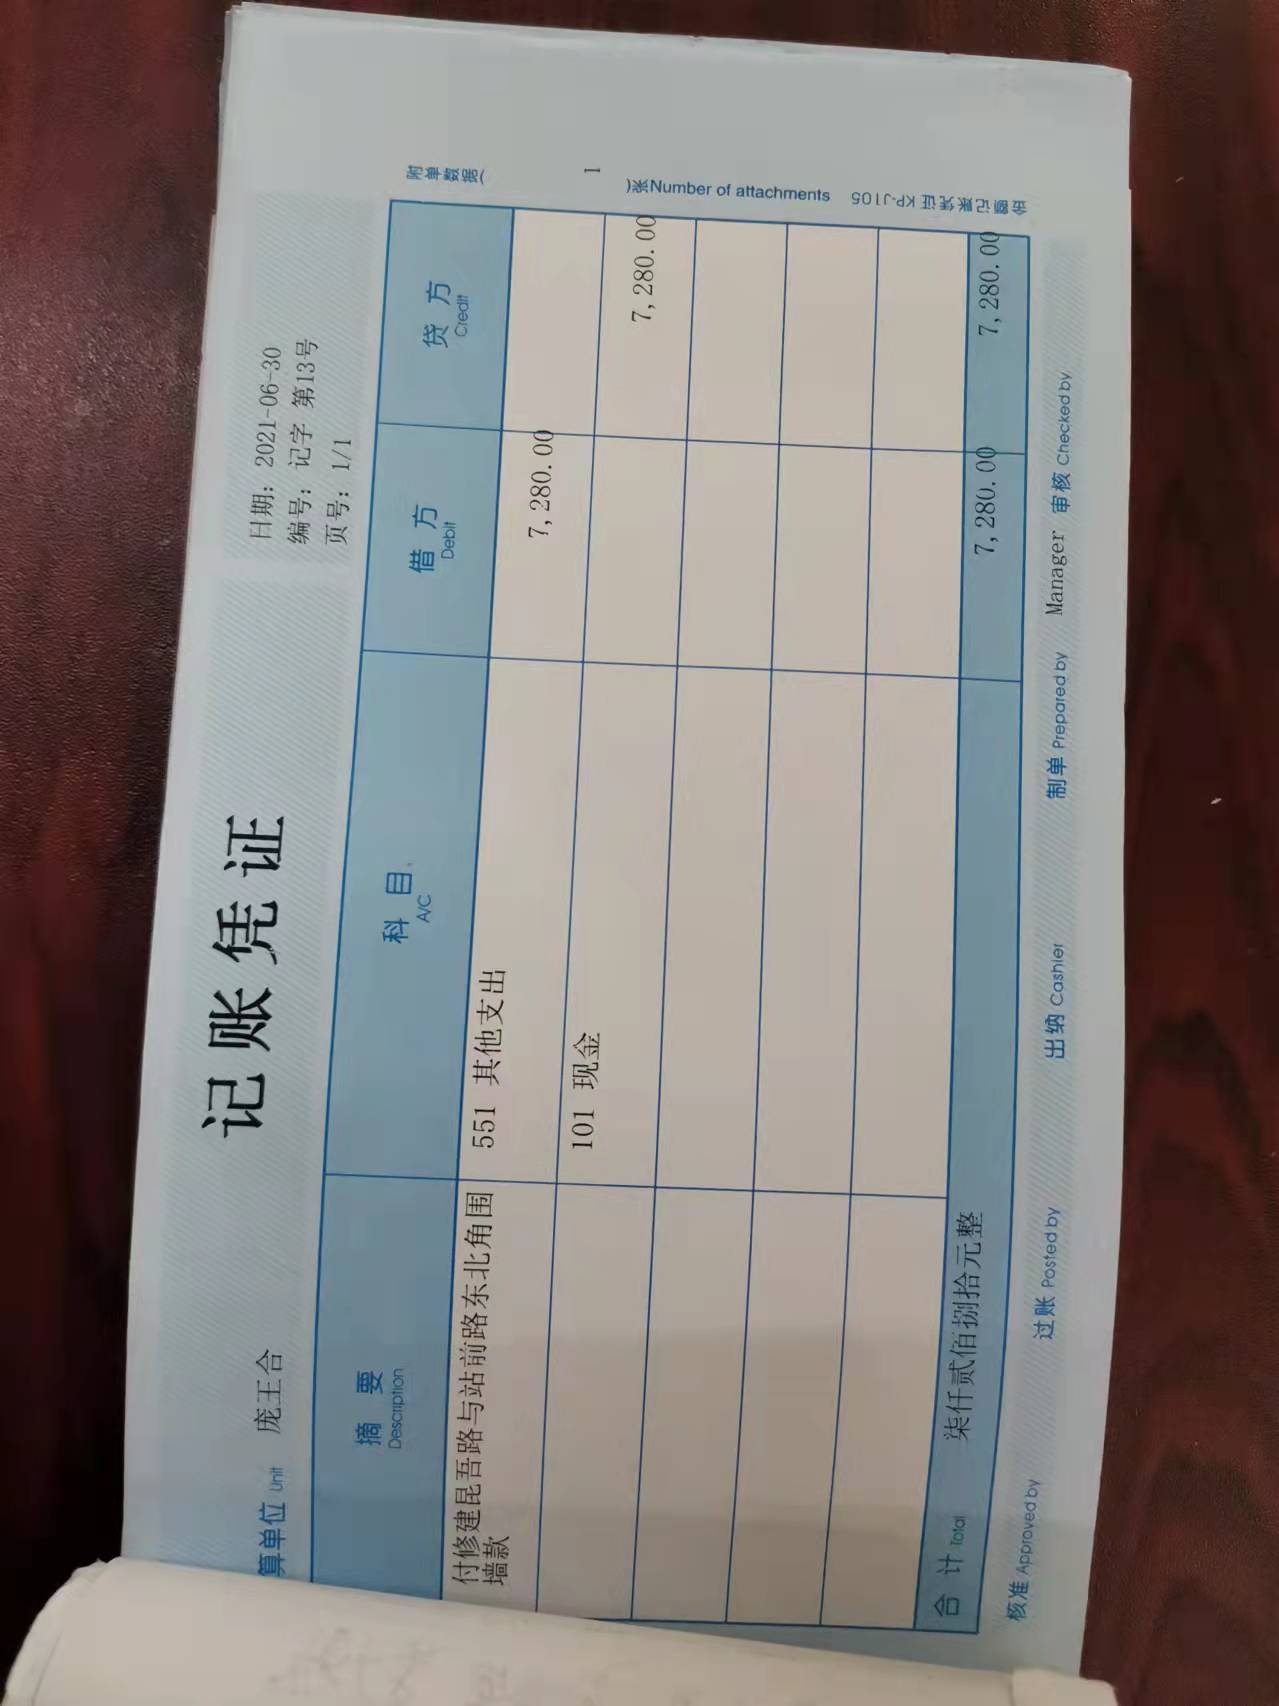 记账凭证
日期：2021-06-30
编号：记字 第13号
页号：1/1
算单位 Unit 庞王合
附单数据( 1 )张Number of attachments
金额记账凭证 KP-J105
摘 要 Description 科 目 A/C 借 方 Debit 贷 方 Credit
付修建昆吾路与站前路东北角围 551 其他支出 7,280.00
墙款
101 现金 7,280.00
合 计 Total 柒仟贰佰捌拾元整 7,280.00 7,280.00
核准 Approved by 过账 Posted by 出纳 Cashier 制单 Prepared by Manager 审核 Checked by